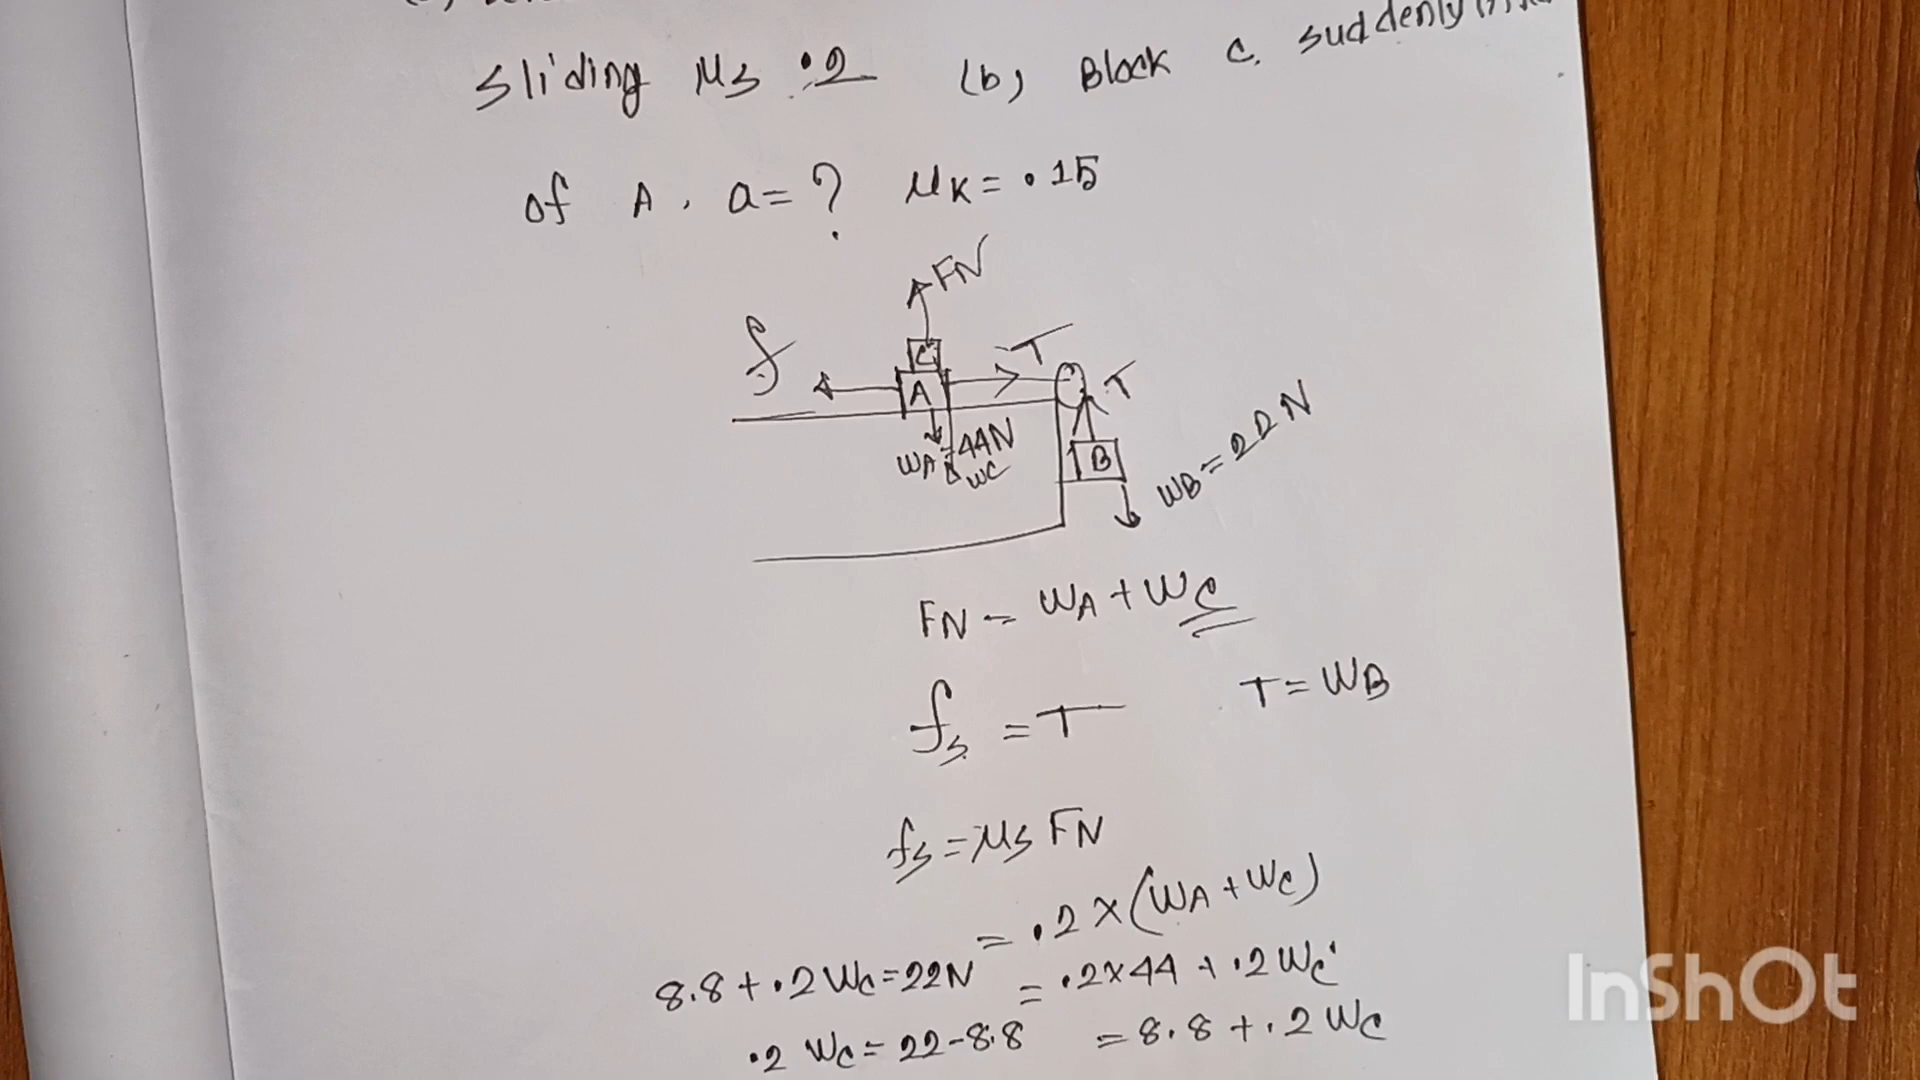 sliding μs .2 (b) Block C. suddenly
of A. a=? μK = .15
FN
f
C
T
A
T
WA = 44N
WC
B
WB = 22N
FN = WA + WC
fs = T T = WB
fs = μs FN
= .2 x (WA + WC)
8.8 + .2 WC = 22N = .2x44 + .2 WC
.2 WC = 22-8.8 = 8.8 + .2 WC
InShOt